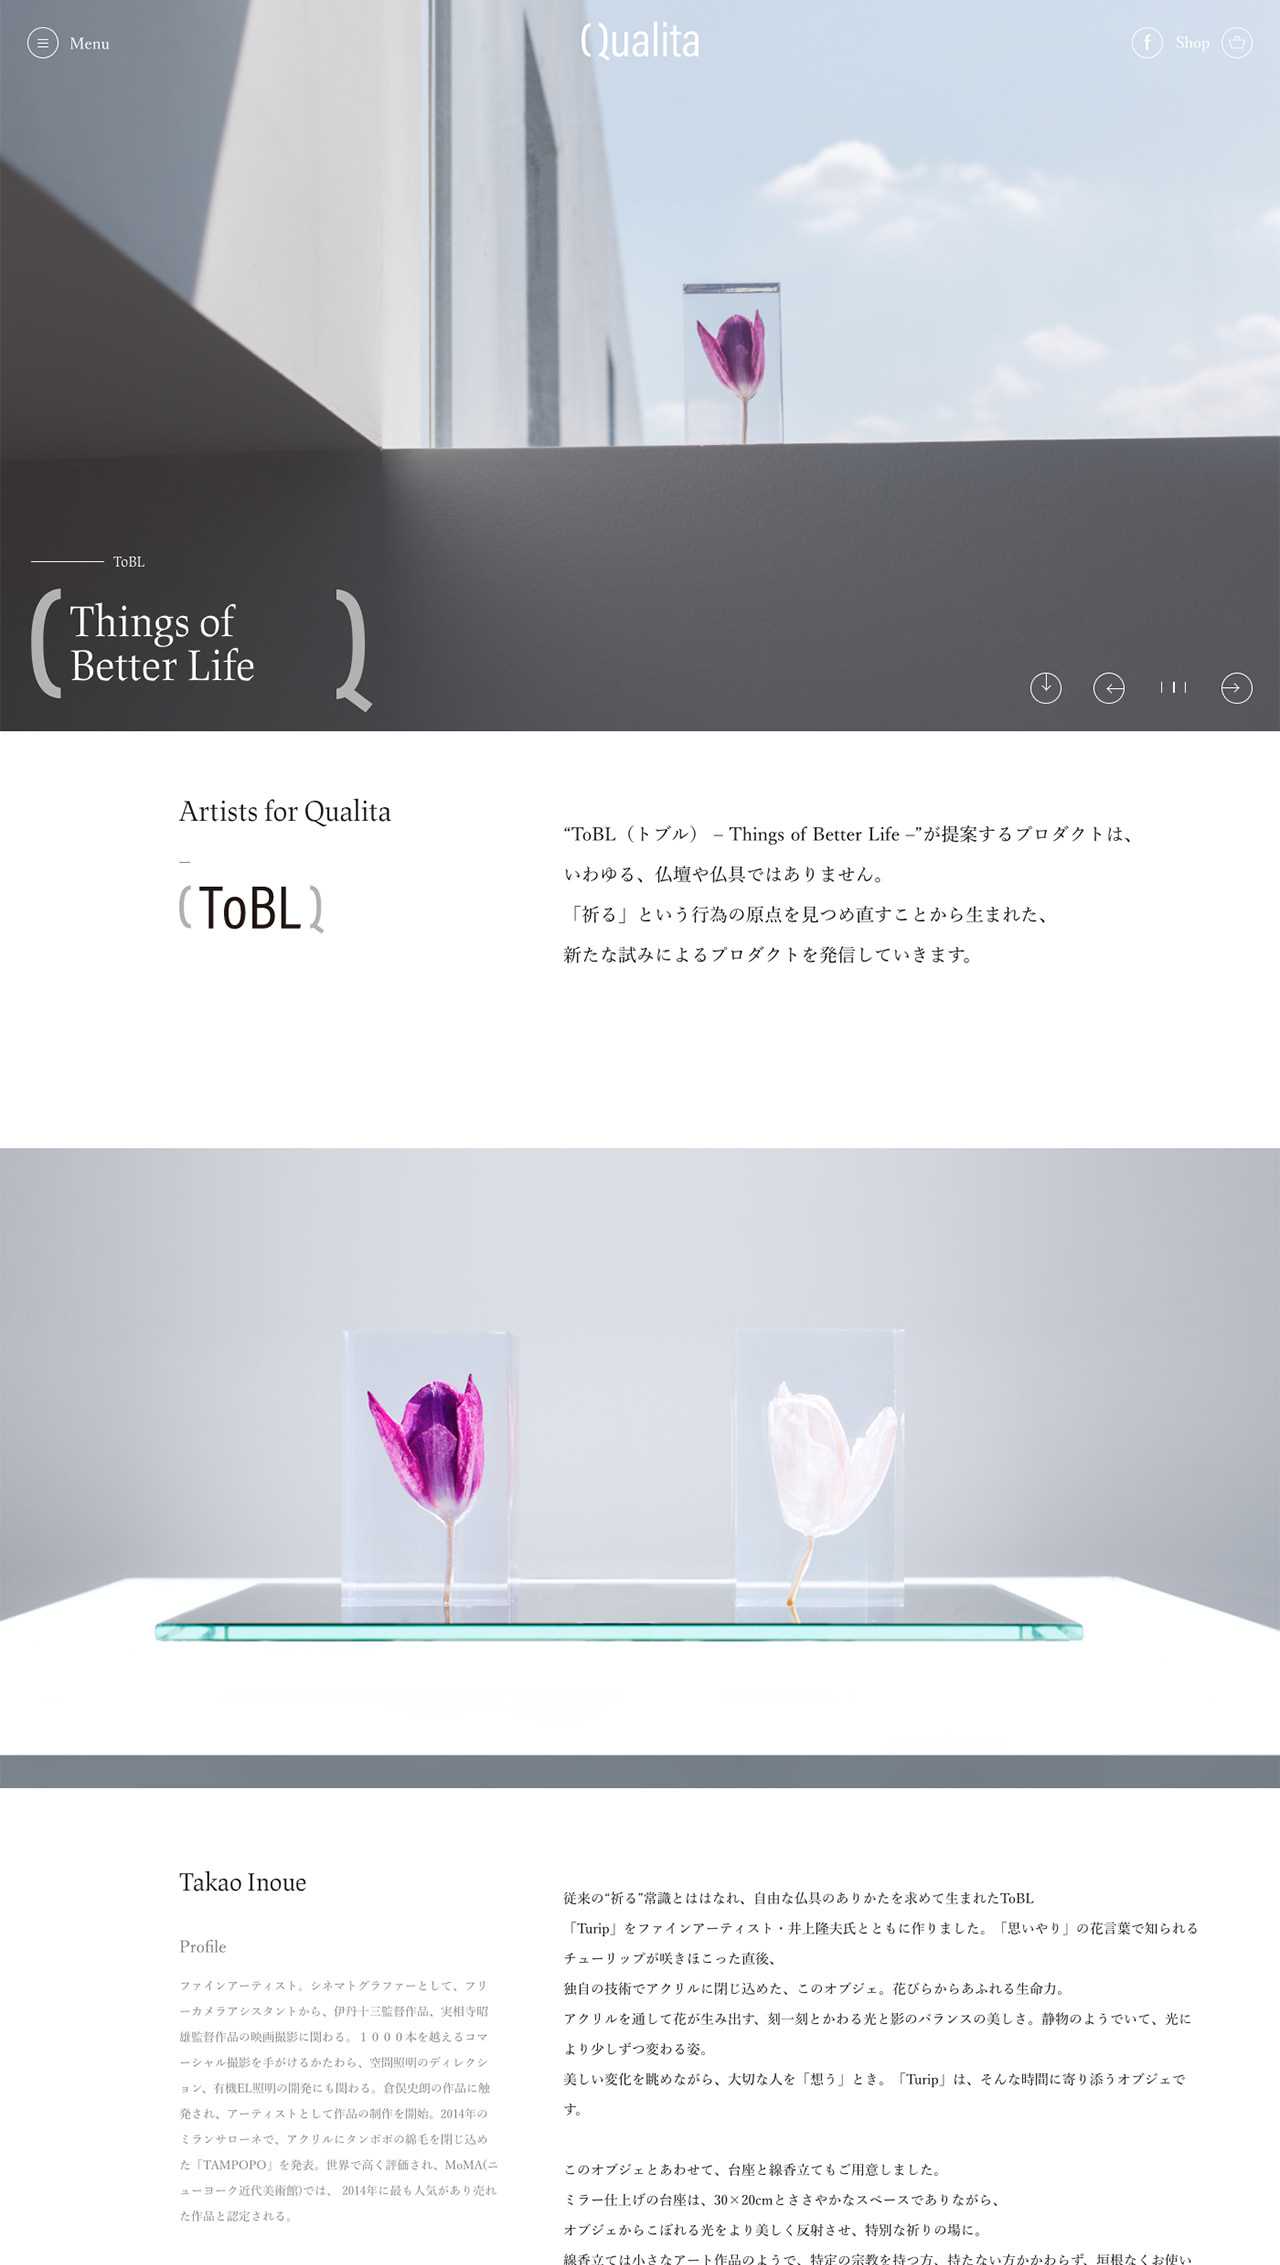 Menu
Qualita
f
Shop
ToBL
Things of
Better Life
Artists for Qualita
ToBL
“ToBL（トブル） – Things of Better Life –”が提案するプロダクトは、
いわゆる、仏壇や仏具ではありません。
「祈る」という行為の原点を見つめ直すことから生まれた、
新たな試みによるプロダクトを発信していきます。
Takao Inoue
Profile
ファインアーティスト。シネマトグラファーとして、フリ
ーカメラアシスタントから、伊丹十三監督作品、実相寺昭
雄監督作品の映画撮影に関わる。１０００本を越えるコマ
ーシャル撮影を手がけるかたわら、空間照明のディレクシ
ョン、有機EL照明の開発にも関わる。倉俣史朗の作品に触
発され、アーティストとして作品の制作を開始。2014年の
ミランサローネで、アクリルにタンポポの綿毛を閉じ込め
た「TAMPOPO」を発表。世界で高く評価され、MoMA(ニ
ューヨーク近代美術館)では、 2014年に最も人気があり売れ
た作品と認定される。
従来の“祈る”常識とははなれ、自由な仏具のありかたを求めて生まれたToBL
「Turip」をファインアーティスト・井上隆夫氏とともに作りました。「思いやり」の花言葉で知られる
チューリップが咲きほこった直後、
独自の技術でアクリルに閉じ込めた、このオブジェ。花びらからあふれる生命力。
アクリルを通して花が生み出す、刻一刻とかわる光と影のバランスの美しさ。静物のようでいて、光に
より少しずつ変わる姿。
美しい変化を眺めながら、大切な人を「想う」とき。「Turip」は、そんな時間に寄り添うオブジェで
す。
このオブジェとあわせて、台座と線香立てもご用意しました。
ミラー仕上げの台座は、30×20cmとささやかなスペースでありながら、
オブジェからこぼれる光をより美しく反射させ、特別な祈りの場に。
線香立ては小さなアート作品のようで、特定の宗教を持つ方、持たない方かかわらず、垣根なくお使い